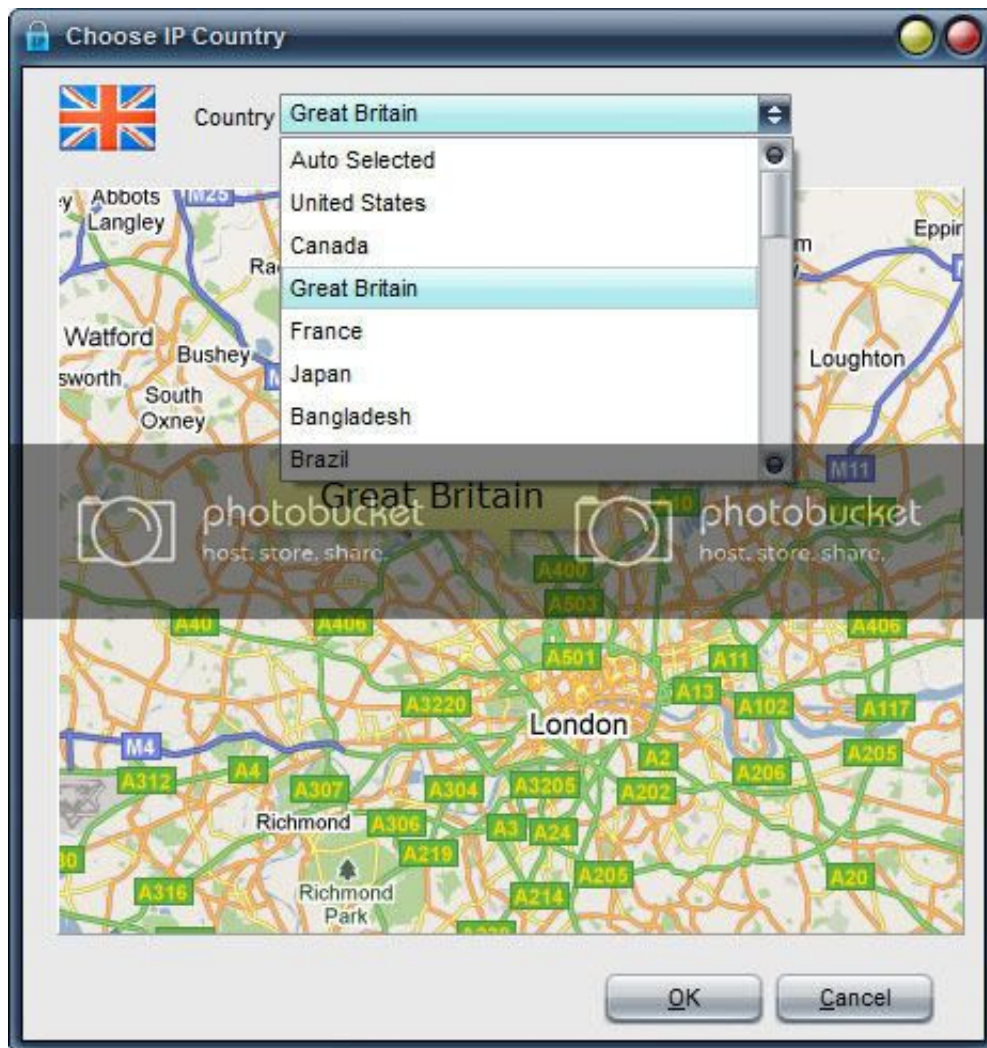 Choose IP Country
Country Great Britain
Auto Selected
United States
Canada
Great Britain
France
Japan
Bangladesh
Brazil
Great Britain
photobucket
host. store. share.
photobucket
host. store. share.
Abbots
Langley
M25
Eppin
Watford
Bushey
Loughton
sworth
South
Oxney
M11
A10
A400
A503
A40
A406
A406
A501
A11
A3220
A13
A102
A117
London
M4
A312
A4
A2
A205
A206
A307
A304
A3205
A202
Richmond
A306
A3
A24
A219
A316
A205
A20
Richmond
Park
A214
OK
Cancel